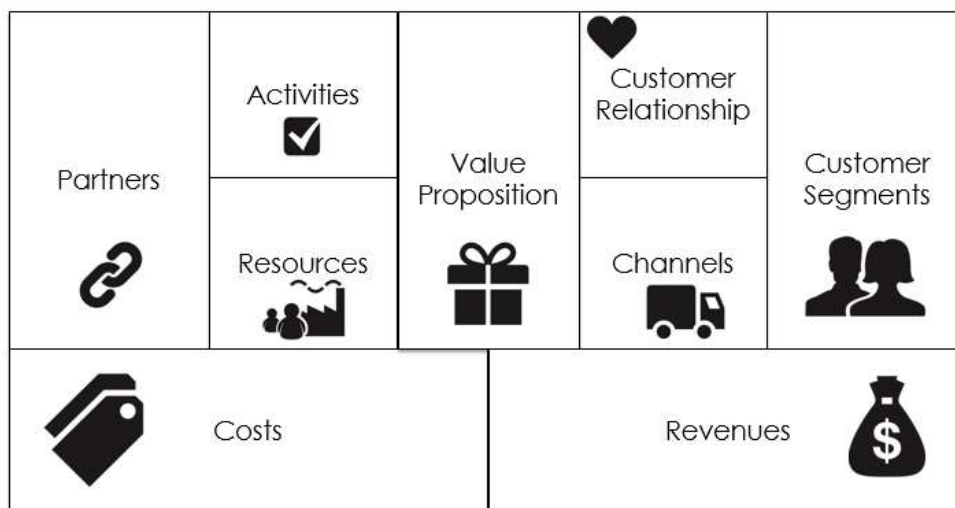 Partners
Activities
Resources
Value
Proposition
Customer
Relationship
Channels
Customer
Segments
Costs
Revenues
$